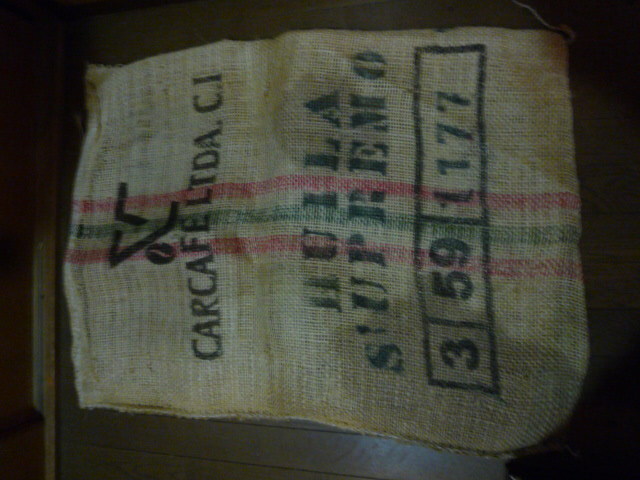 CARCAFE LTDA. C.I
HUILA
SUPREMO
3 59 1177